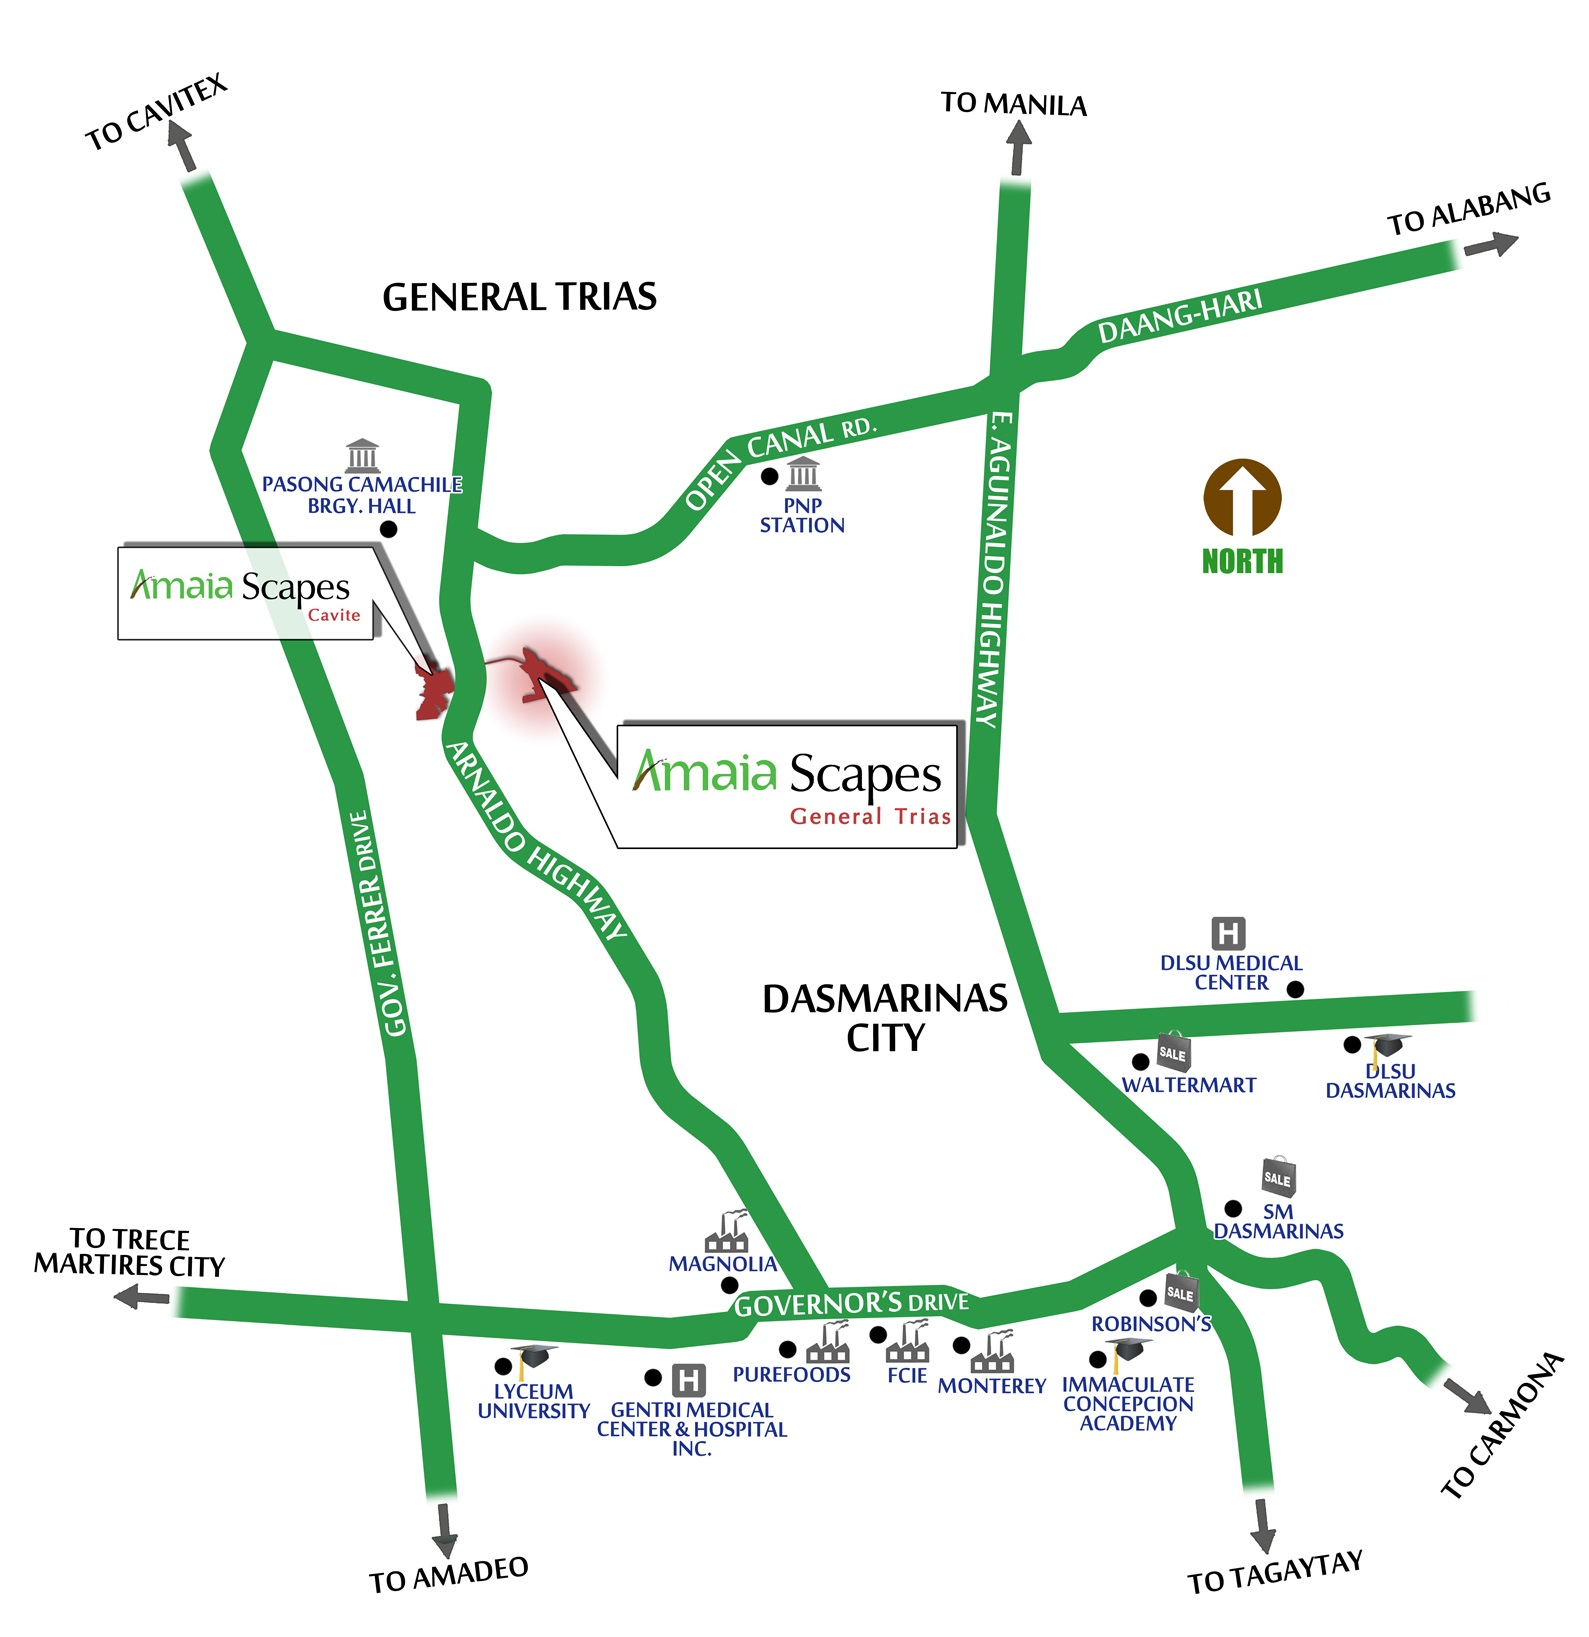 TO CAVITEX
TO MANILA
TO ALABANG
GENERAL TRIAS
DAANG-HARI
OPEN CANAL RD.
E. AGUINALDO HIGHWAY
PASONG CAMACHILE
BRGY. HALL
PNP
STATION
NORTH
Amaia Scapes
Cavite
Amaia Scapes
General Trias
ARNALDO HIGHWAY
GOV. FERRER DRIVE
H
DLSU MEDICAL
CENTER
DASMARINAS
CITY
SALE
WALTERMART
DLSU
DASMARINAS
SALE
SM
DASMARINAS
TO TRECE
MARTIRES CITY
MAGNOLIA
GOVERNOR'S DRIVE
SALE
ROBINSON'S
LYCEUM
UNIVERSITY
H
GENTRI MEDICAL
CENTER & HOSPITAL
INC.
PUREFOODS
FCIE
MONTEREY
IMMACULATE
CONCEPCION
ACADEMY
TO CARMONA
TO AMADEO
TO TAGAYTAY